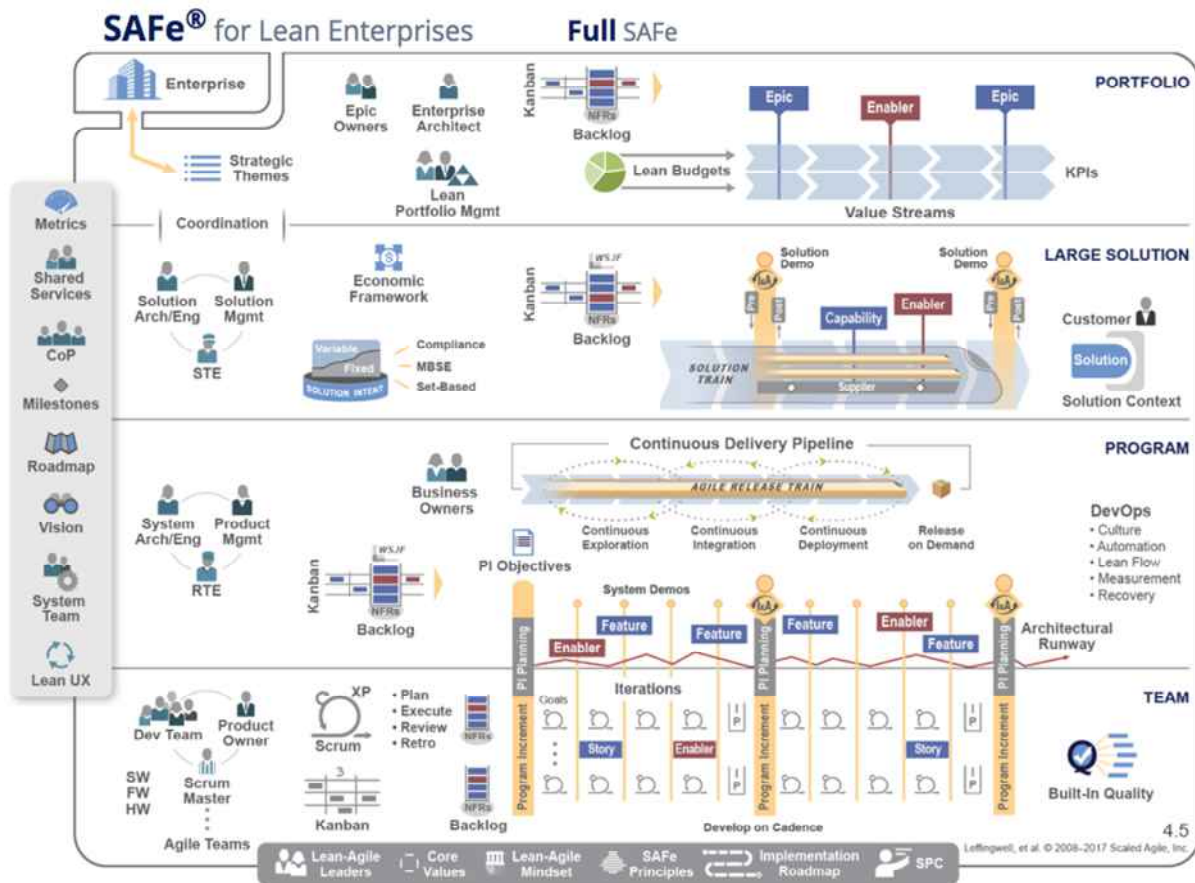 SAFe® for Lean Enterprises
Full SAFe
PORTFOLIO
Enterprise
Strategic
Themes
Epic
Owners
Enterprise
Architect
Lean
Portfolio Mgmt
Kanban
NFRs
Backlog
Lean Budgets
Epic
Enabler
Epic
KPIs
Value Streams
Metrics
Shared
Services
CoP
Milestones
Roadmap
Vision
System
Team
Lean UX
Coordination
LARGE SOLUTION
Solution
Arch/Eng
Solution
Mgmt
STE
Economic
Framework
Variable
Fixed
SOLUTION INTENT
Compliance
MBSE
Set-Based
Kanban
WSJF
NFRs
Backlog
Solution
Demo
I&A
Pre
Post
Capability
Enabler
SOLUTION
TRAIN
Supplier
Solution
Demo
I&A
Pre
Post
Customer
Solution
Solution Context
PROGRAM
System
Arch/Eng
Product
Mgmt
RTE
Business
Owners
Kanban
WSJF
NFRs
Backlog
Continuous Delivery Pipeline
AGILE RELEASE TRAIN
Continuous
Exploration
Continuous
Integration
Continuous
Deployment
Release
on Demand
DevOps
• Culture
• Automation
• Lean Flow
• Measurement
• Recovery
PI Objectives
System Demos
PI Planning
Enabler
Feature
Feature
I&A
PI Planning
Feature
Enabler
Feature
I&A
PI Planning
Architectural
Runway
TEAM
Dev Team
Product
Owner
Scrum
Master
SW
FW
HW
Agile Teams
XP
Scrum
• Plan
• Execute
• Review
• Retro
3
Kanban
NFRs
NFRs
Backlog
Program Increment
Goals
Iterations
Story
Enabler
I P
I P
Program Increment
Story
I P
I P
Program Increment
Develop on Cadence
Built-In Quality
4.5
Leffingwell, et al. © 2008–2017 Scaled Agile, Inc.
Lean-Agile
Leaders
Core
Values
Lean-Agile
Mindset
SAFe
Principles
Implementation
Roadmap
SPC